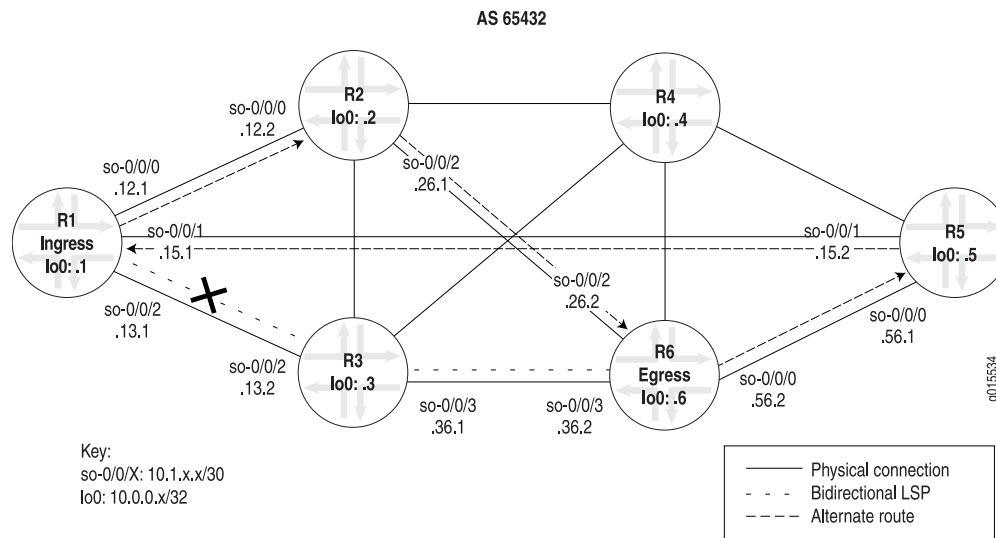 AS 65432
R2
lo0: .2
R4
lo0: .4
so-0/0/0
.12.2
so-0/0/0
.12.1
so-0/0/2
.26.1
R1
Ingress
lo0: .1
so-0/0/1
.15.1
so-0/0/1
.15.2
R5
lo0: .5
so-0/0/2
.26.2
so-0/0/2
.13.1
so-0/0/0
.56.1
so-0/0/2
.13.2
R3
lo0: .3
R6
Egress
lo0: .6
so-0/0/0
.56.2
so-0/0/3
.36.1
so-0/0/3
.36.2
g015534
Key:
so-0/0/X: 10.1.x.x/30
lo0: 10.0.0.x/32
Physical connection
Bidirectional LSP
Alternate route